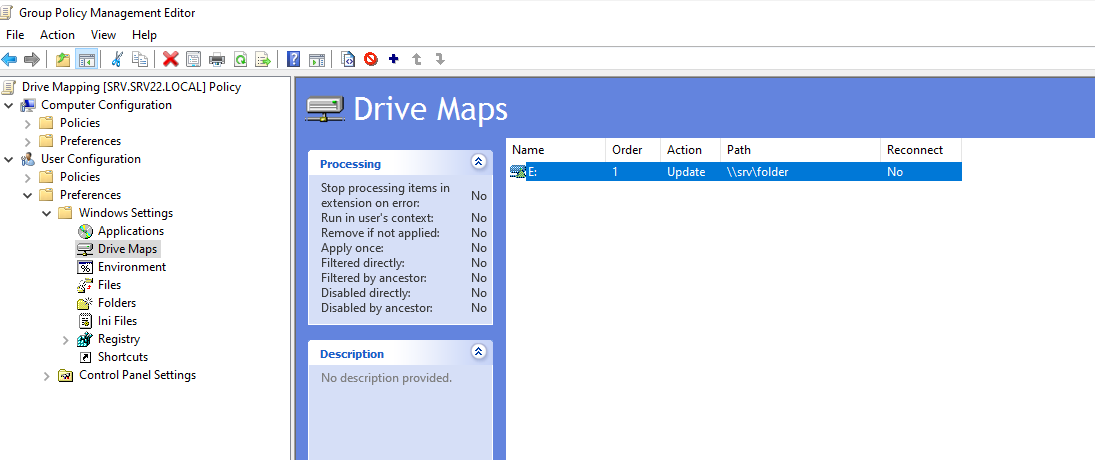 Group Policy Management Editor
File Action View Help
Drive Mapping [SRV.SRV22.LOCAL] Policy
Computer Configuration
Policies
Preferences
User Configuration
Policies
Preferences
Windows Settings
Applications
Drive Maps
Environment
Files
Folders
Ini Files
Registry
Shortcuts
Control Panel Settings
Drive Maps
Processing
Stop processing items in
extension on error: No
Run in user's context: No
Remove if not applied: No
Apply once: No
Filtered directly: No
Filtered by ancestor: No
Disabled directly: No
Disabled by ancestor: No
Description
No description provided.
Name Order Action Path Reconnect
E: 1 Update \\srv\folder No